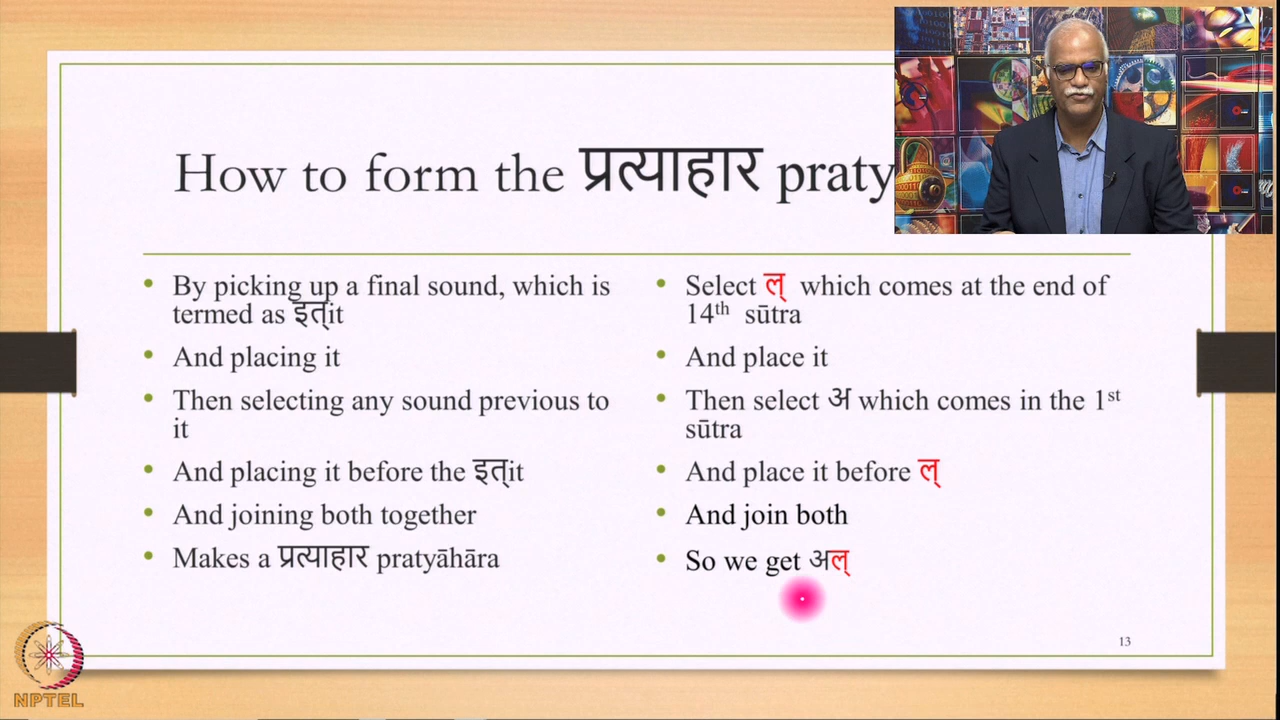 How to form the प्रत्याहार praty
By picking up a final sound, which is
termed as इत् it
And placing it
Then selecting any sound previous to
it
And placing it before the इत् it
And joining both together
Makes a प्रत्याहार pratyāhāra
Select ल् which comes at the end of
14th sūtra
And place it
Then select अ which comes in the 1st
sūtra
And place it before ल्
And join both
So we get अल्
13
NPTEL